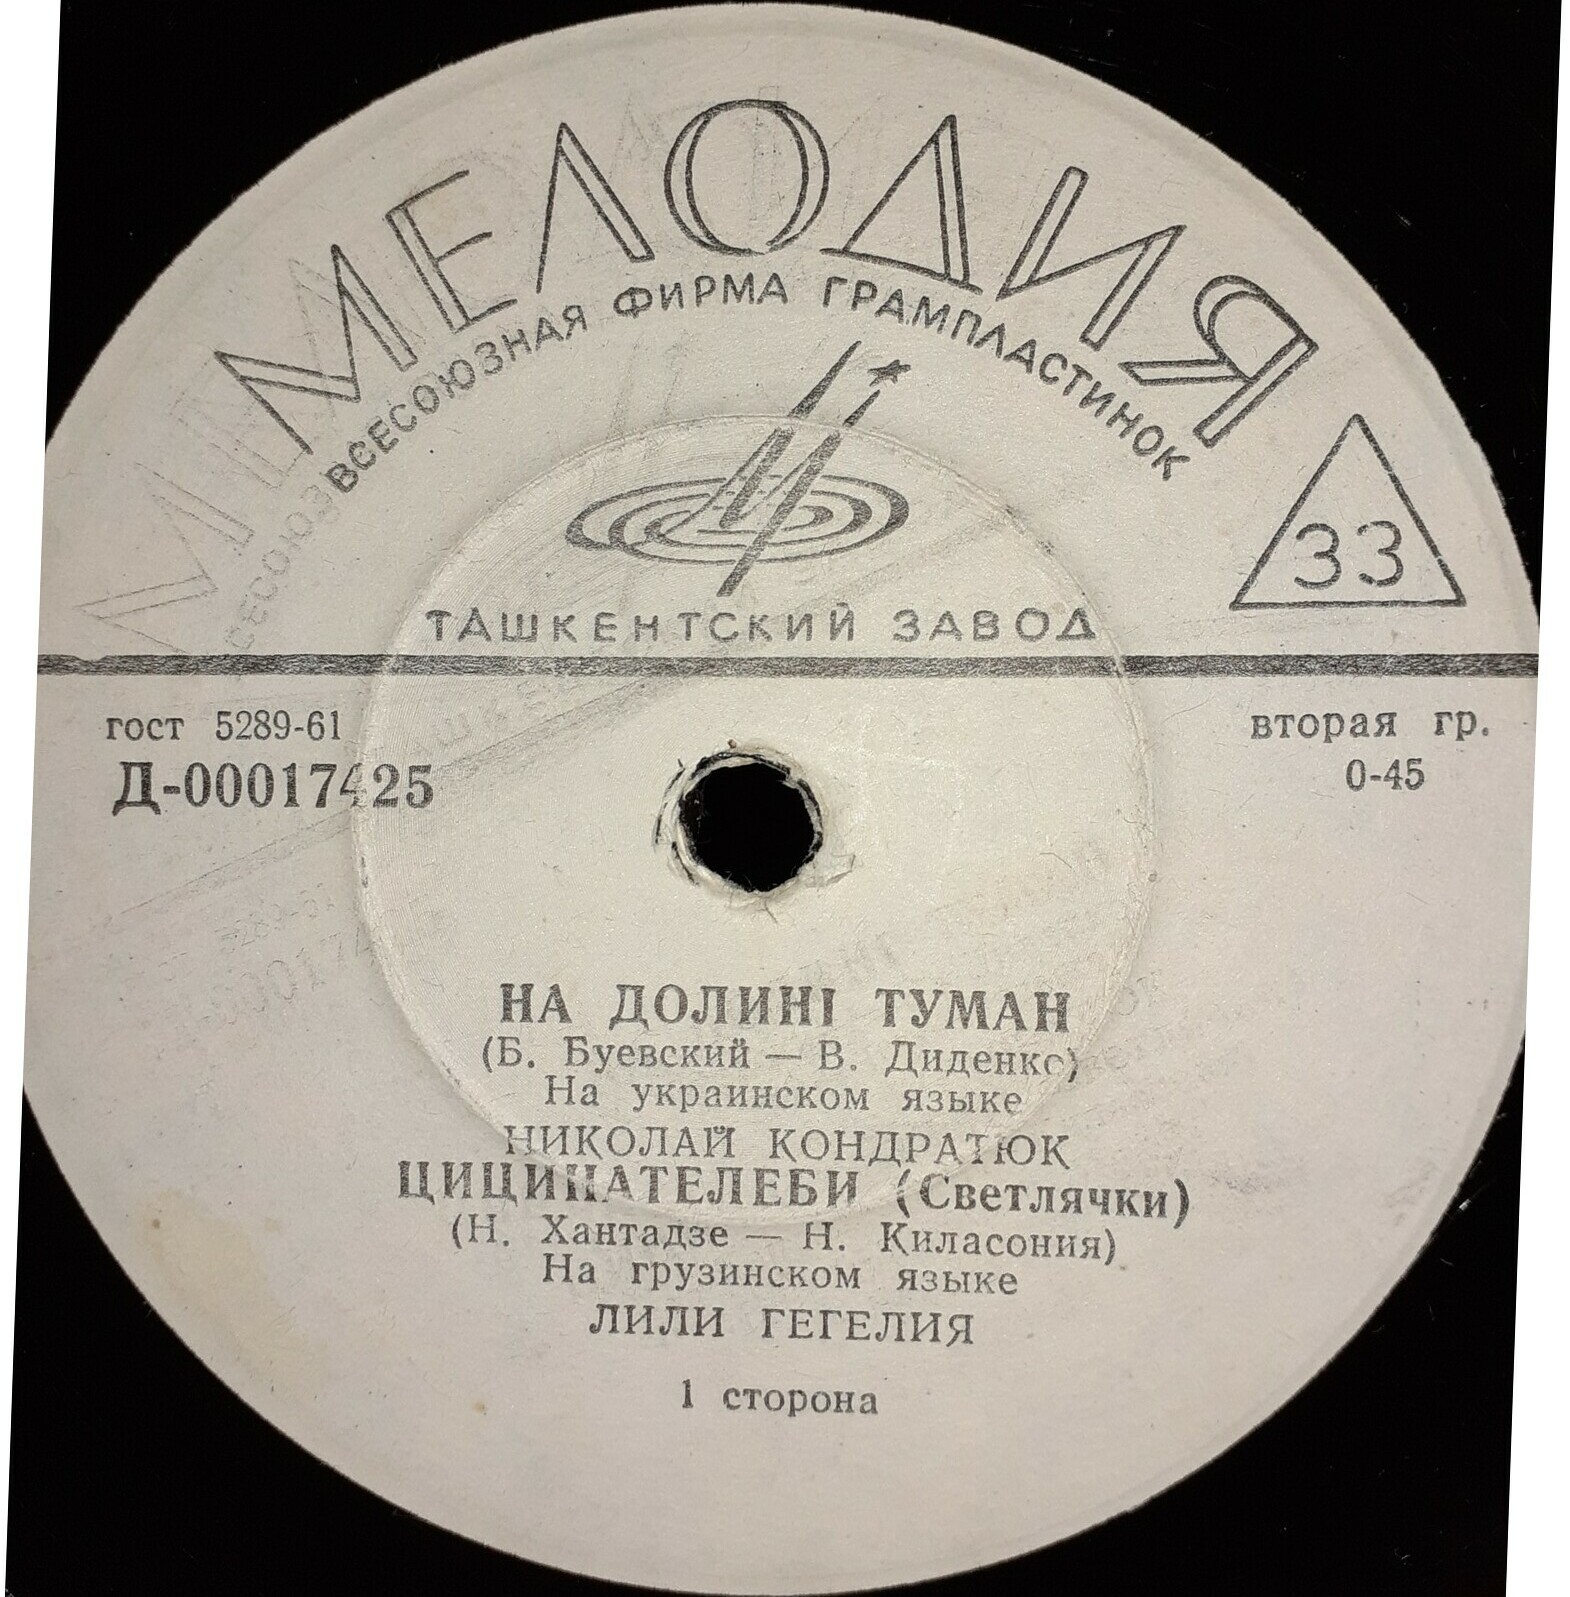 МЕЛОДИЯ
ВСЕСОЮЗНАЯ ФИРМА ГРАМПЛАСТИНОК
33
ТАШКЕНТСКИЙ ЗАВОД
гост 5289-61
Д-00017425
вторая гр.
0-45
НА ДОЛИНІ ТУМАН
(Б. Буевский — В. Диденко)
На украинском языке
НИКОЛАЙ КОНДРАТЮК
ЦИЦИНАТЕЛЕБИ (Светлячки)
(Н. Хантадзе — Н. Киласония)
На грузинском языке
ЛИЛИ ГЕГЕЛИЯ
1 сторона